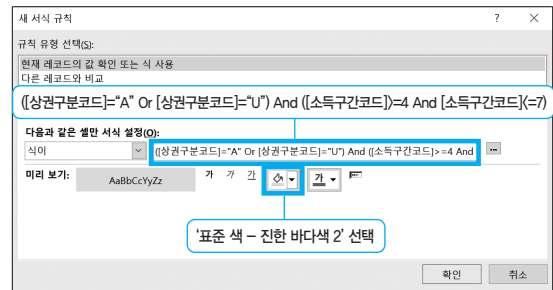 새 서식 규칙 ? ×
규칙 유형 선택(S):
현재 레코드의 값 확인 또는 식 사용
다른 레코드와 비교
([상권구분코드]="A" Or [상권구분코드]="U") And ([소득구간코드]>=4 And [소득구간코드]<=7)
다음과 같은 셀만 서식 설정(O):
식이 ([상권구분코드]="A" Or [상권구분코드]="U") And ([소득구간코드]>=4 And ...
미리 보기: AaBbCcYyZz 가 가 가 가
'표준 색 – 진한 바다색 2' 선택
확인 취소